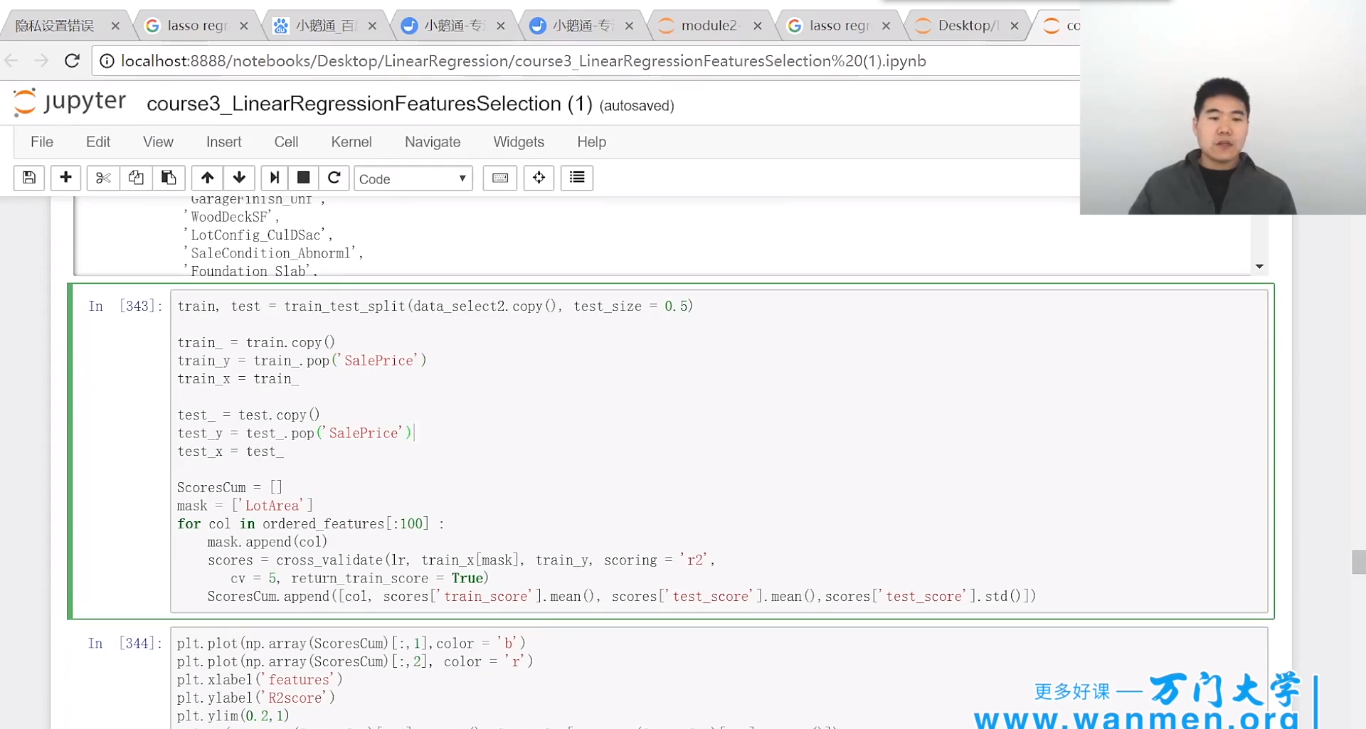 隐私设置错误
lasso regr
小鹅通_百
小鹅通-专
小鹅通-专
module2-
lasso regr
Desktop/l
co
localhost:8888/notebooks/Desktop/LinearRegression/course3_LinearRegressionFeaturesSelection%20(1).ipynb
jupyter course3_LinearRegressionFeaturesSelection (1) (autosaved)
File Edit View Insert Cell Kernel Navigate Widgets Help
Code
'GarageFinish_Unf',
'WoodDeckSF',
'LotConfig_CulDSac',
'SaleCondition_Abnorml',
'Foundation_Slab',
In [343]:
train, test = train_test_split(data_select2.copy(), test_size = 0.5)
train_ = train.copy()
train_y = train_.pop('SalePrice')
train_x = train_
test_ = test.copy()
test_y = test_.pop('SalePrice')
test_x = test_
ScoresCum = []
mask = ['LotArea']
for col in ordered_features[:100] :
mask.append(col)
scores = cross_validate(lr, train_x[mask], train_y, scoring = 'r2',
cv = 5, return_train_score = True)
ScoresCum.append([col, scores['train_score'].mean(), scores['test_score'].mean(),scores['test_score'].std()])
In [344]:
plt.plot(np.array(ScoresCum)[:,1],color = 'b')
plt.plot(np.array(ScoresCum)[:,2], color = 'r')
plt.xlabel('features')
plt.ylabel('R2score')
plt.ylim(0.2,1)
更多好课 — 万门大学
www.wanmen.org